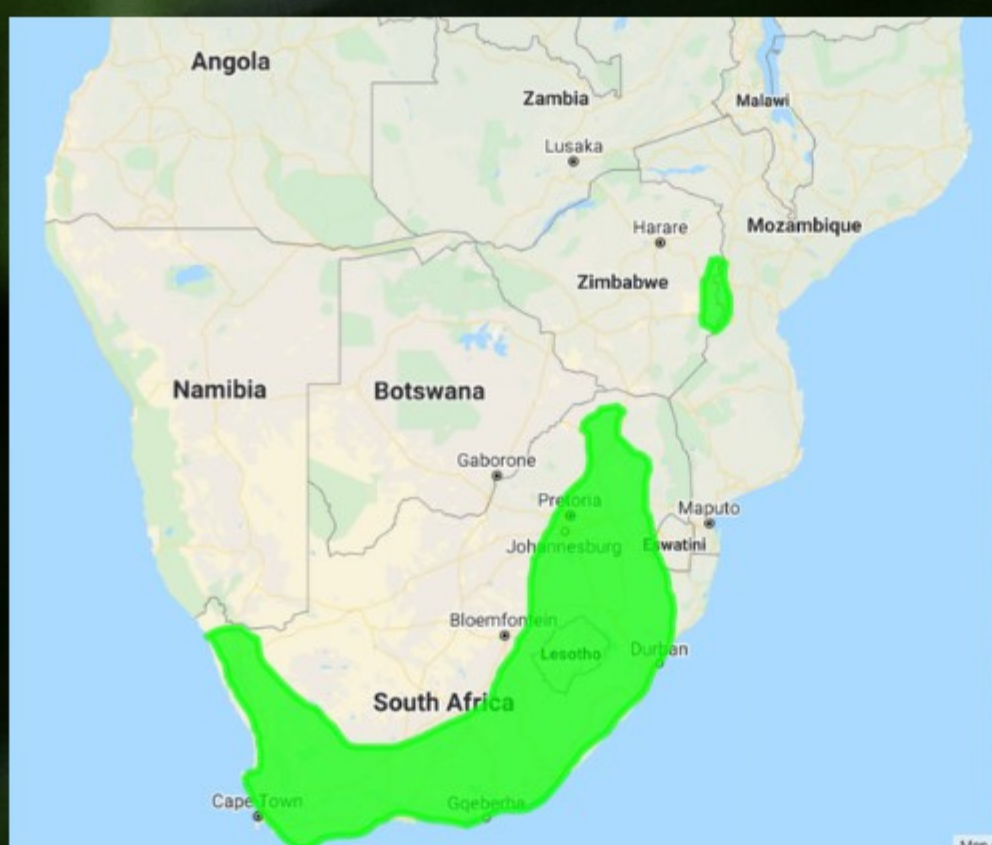 Angola
Zambia
Malawi
Lusaka
Mozambique
Harare
Zimbabwe
Namibia
Botswana
Gaborone
Pretoria
Maputo
Johannesburg
Eswatini
Bloemfontein
Lesotho
Durban
South Africa
Cape Town
Gqeberha